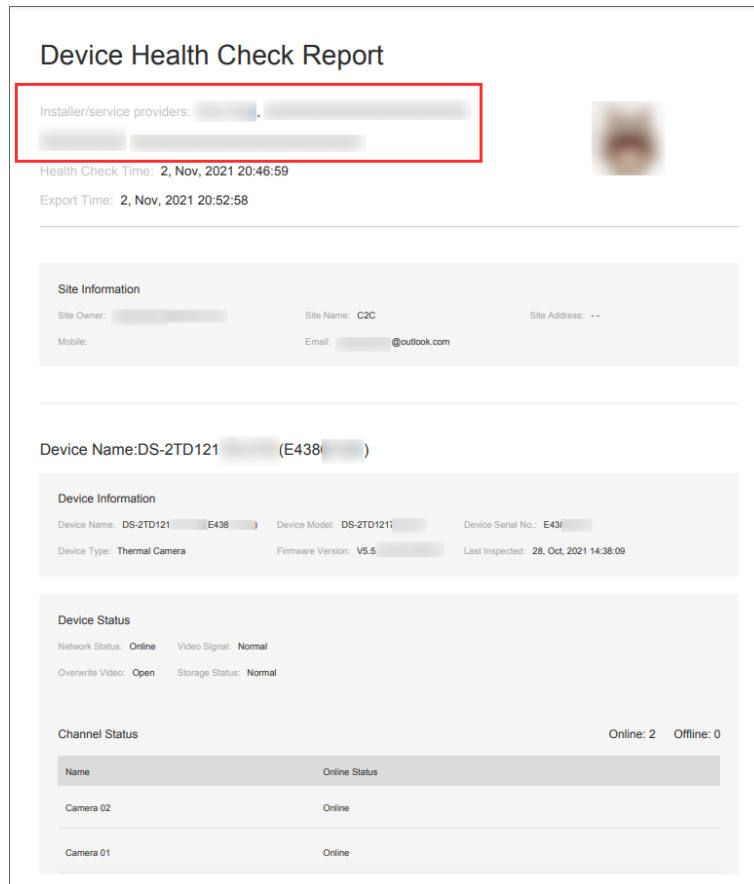 Device Health Check Report
Installer/service providers: ,
Health Check Time: 2, Nov, 2021 20:46:59
Export Time: 2, Nov, 2021 20:52:58
Site Information
Site Owner: Site Name: C2C Site Address: - -
Mobile: Email: @outlook.com
Device Name:DS-2TD121 (E438 )
Device Information
Device Name: DS-2TD121 E438 ) Device Model: DS-2TD1217 Device Serial No.: E438
Device Type: Thermal Camera Firmware Version: V5.5 Last Inspected: 28, Oct, 2021 14:38:09
Device Status
Network Status: Online Video Signal: Normal
Overwrite Video: Open Storage Status: Normal
Channel Status Online: 2 Offline: 0
Name Online Status
Camera 02 Online
Camera 01 Online